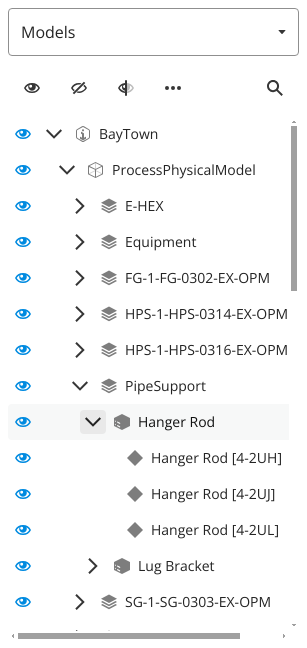 Models
BayTown
ProcessPhysicalModel
E-HEX
Equipment
FG-1-FG-0302-EX-OPM
HPS-1-HPS-0314-EX-OPM
HPS-1-HPS-0316-EX-OPM
PipeSupport
Hanger Rod
Hanger Rod [4-2UH]
Hanger Rod [4-2UJ]
Hanger Rod [4-2UL]
Lug Bracket
SG-1-SG-0303-EX-OPM